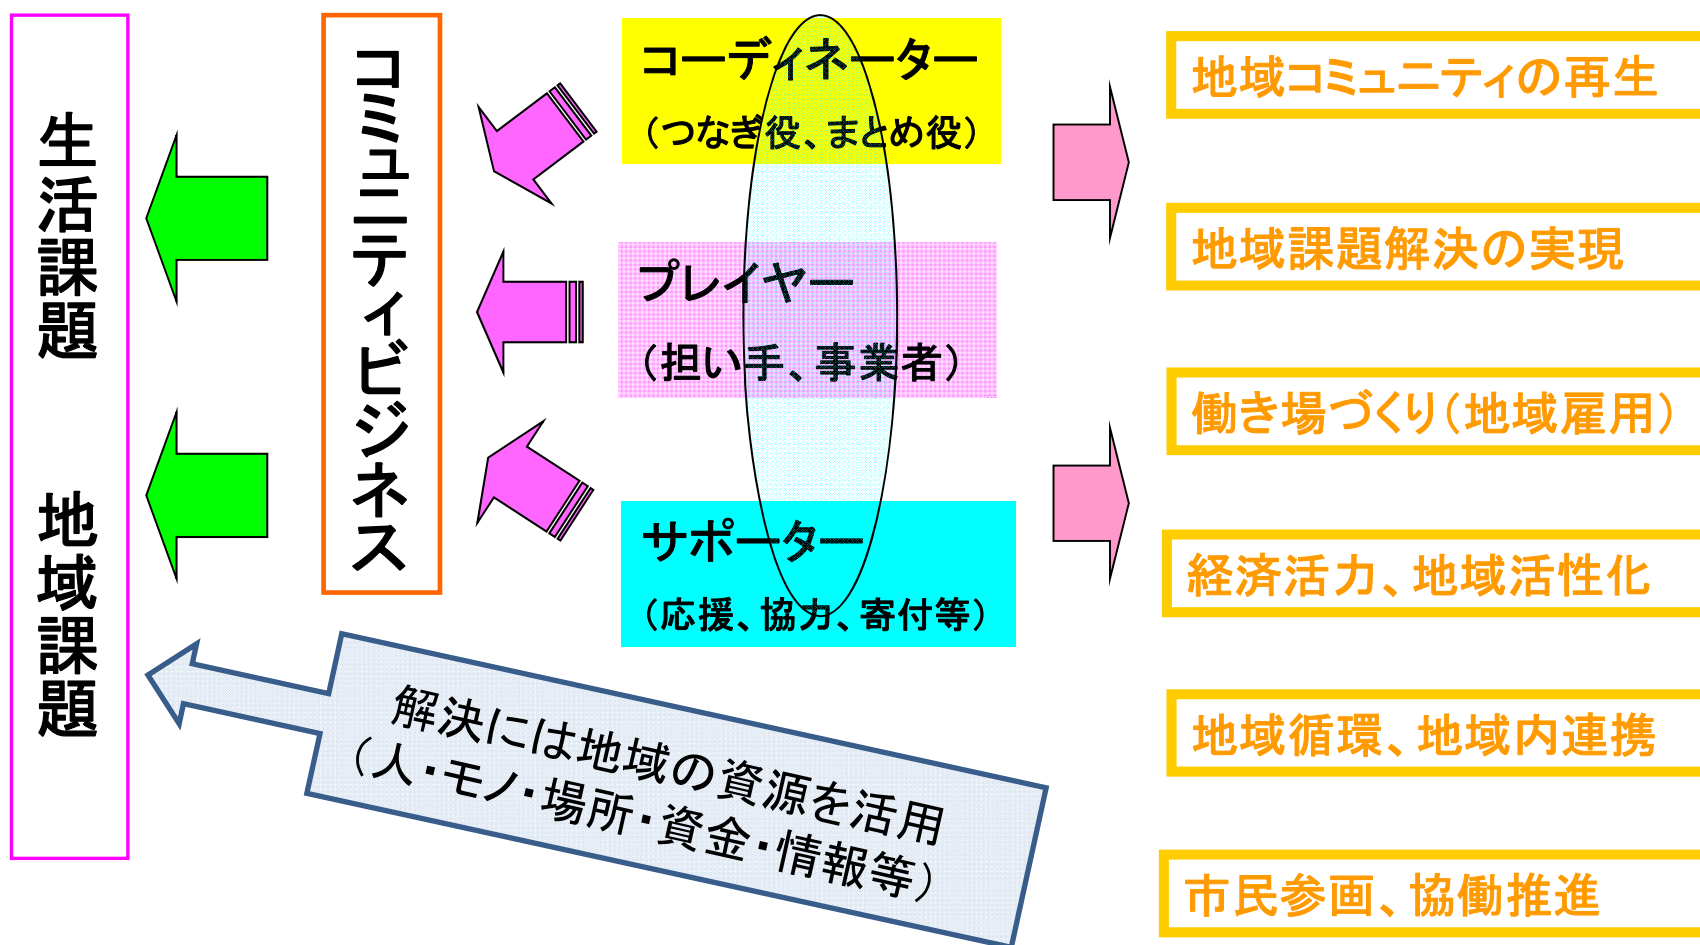 生活課題
地域課題
コミュニティビジネス
コーディネーター
（つなぎ役、まとめ役）
プレイヤー
（担い手、事業者）
サポーター
（応援、協力、寄付等）
解決には地域の資源を活用
（人・モノ・場所・資金・情報等）
地域コミュニティの再生
地域課題解決の実現
働き場づくり（地域雇用）
経済活力、地域活性化
地域循環、地域内連携
市民参画、協働推進